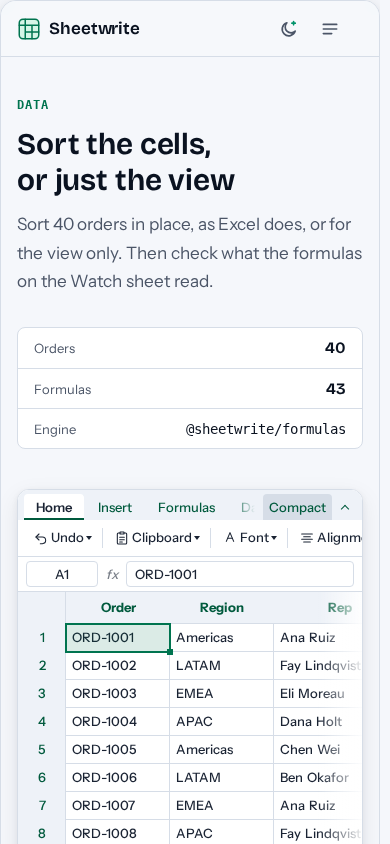 Sheetwrite
DATA
Sort the cells,
or just the view
Sort 40 orders in place, as Excel does, or for
the view only. Then check what the formulas
on the Watch sheet read.
Orders 40
Formulas 43
Engine @sheetwrite/formulas
Home Insert Formulas Compact
Undo Clipboard A Font Alignm
A1 fx ORD-1001
Order Region Rep
1 ORD-1001 Americas Ana Ruiz
2 ORD-1002 LATAM Fay Lindqvist
3 ORD-1003 EMEA Eli Moreau
4 ORD-1004 APAC Dana Holt
5 ORD-1005 Americas Chen Wei
6 ORD-1006 LATAM Ben Okafor
7 ORD-1007 EMEA Ana Ruiz
8 ORD-1008 APAC Fay Lindqvist